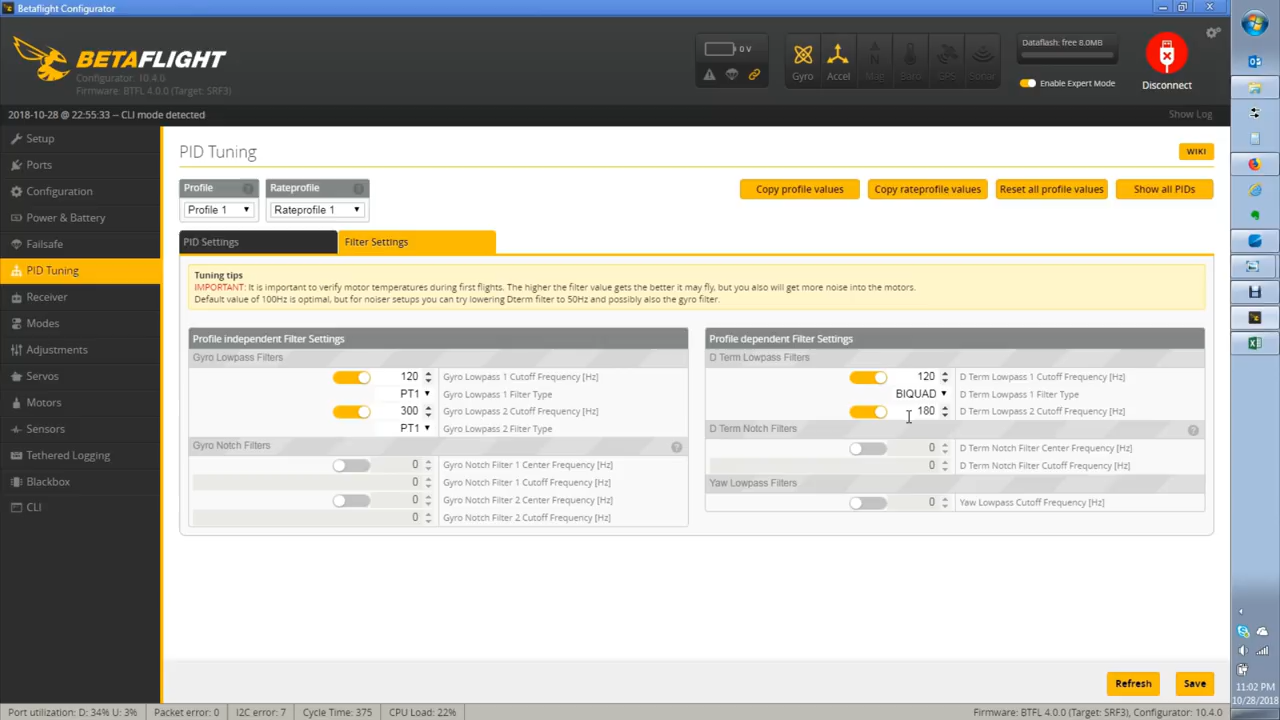 Betaflight Configurator
BETAFLIGHT
Configurator: 10.4.0
Firmware: BTFL 4.0.0 (Target: SRF3)
0 V
Gyro
Accel
Mag
Baro
GPS
Sonar
Dataflash: free 8.0MB
Enable Expert Mode
Disconnect
2018-10-28 @ 22:55:33 -- CLI mode detected
Show Log
Setup
Ports
Configuration
Power & Battery
Failsafe
PID Tuning
Receiver
Modes
Adjustments
Servos
Motors
Sensors
Tethered Logging
Blackbox
CLI
PID Tuning
WIKI
Profile
Rateprofile
Profile 1
Rateprofile 1
Copy profile values
Copy rateprofile values
Reset all profile values
Show all PIDs
PID Settings
Filter Settings
Tuning tips
IMPORTANT: It is important to verify motor temperatures during first flights. The higher the filter value gets the better it may fly, but you also will get more noise into the motors.
Default value of 100Hz is optimal, but for noiser setups you can try lowering Dterm filter to 50Hz and possibly also the gyro filter.
Profile independent Filter Settings
Gyro Lowpass Filters
120 Gyro Lowpass 1 Cutoff Frequency [Hz]
PT1 Gyro Lowpass 1 Filter Type
300 Gyro Lowpass 2 Cutoff Frequency [Hz]
PT1 Gyro Lowpass 2 Filter Type
Gyro Notch Filters
0 Gyro Notch Filter 1 Center Frequency [Hz]
0 Gyro Notch Filter 1 Cutoff Frequency [Hz]
0 Gyro Notch Filter 2 Center Frequency [Hz]
0 Gyro Notch Filter 2 Cutoff Frequency [Hz]
Profile dependent Filter Settings
D Term Lowpass Filters
120 D Term Lowpass 1 Cutoff Frequency [Hz]
BIQUAD D Term Lowpass 1 Filter Type
180 D Term Lowpass 2 Cutoff Frequency [Hz]
D Term Notch Filters
0 D Term Notch Filter Center Frequency [Hz]
0 D Term Notch Filter Cutoff Frequency [Hz]
Yaw Lowpass Filters
0 Yaw Lowpass Cutoff Frequency [Hz]
Refresh
Save
Port utilization: D: 34% U: 3%
Packet error: 0
I2C error: 7
Cycle Time: 375
CPU Load: 22%
Firmware: BTFL 4.0.0 (Target: SRF3), Configurator: 10.4.0
11:02 PM
10/28/2018